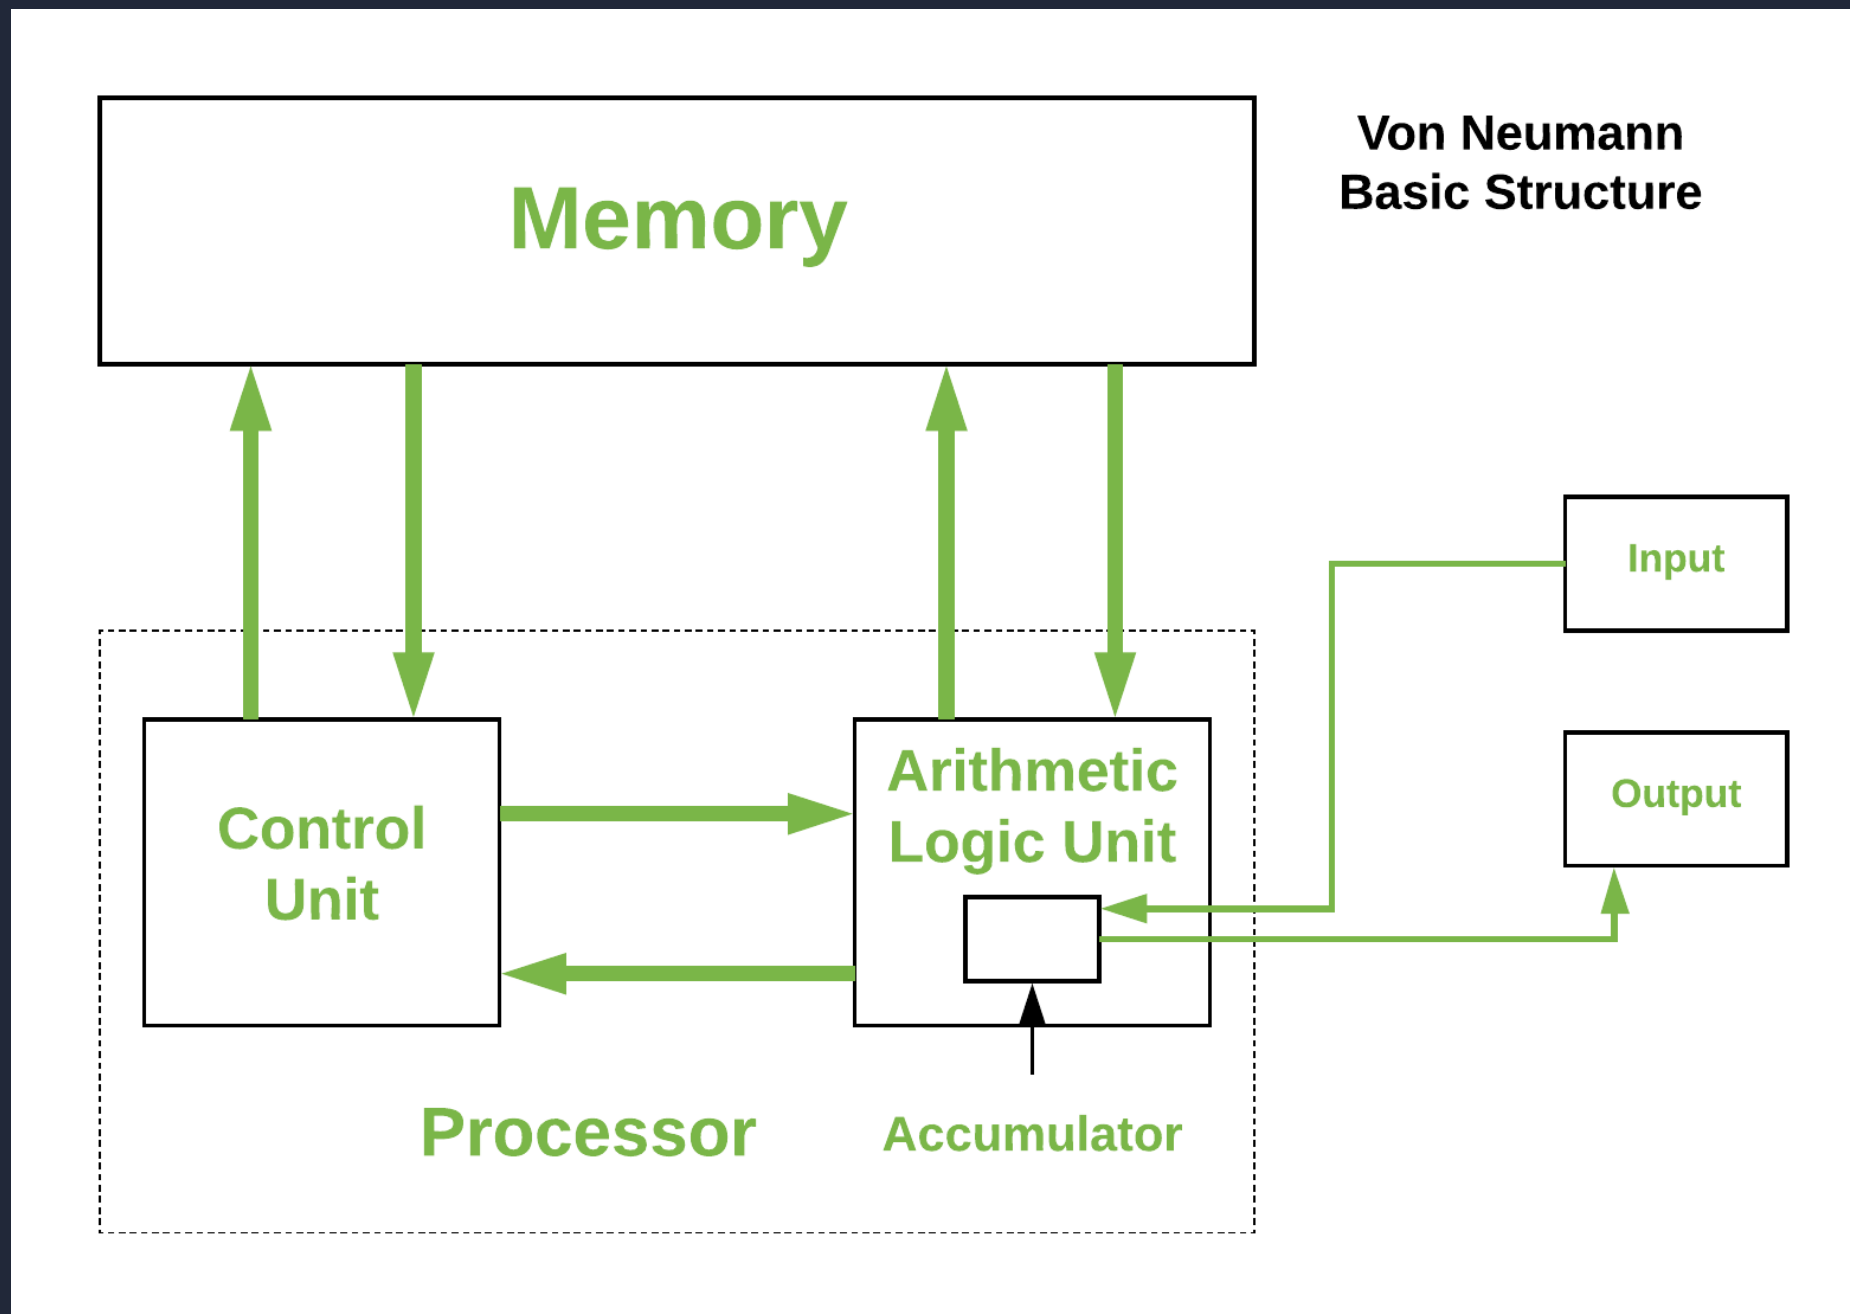 Von Neumann
Basic Structure
Memory
Input
Output
Control
Unit
Arithmetic
Logic Unit
Processor
Accumulator